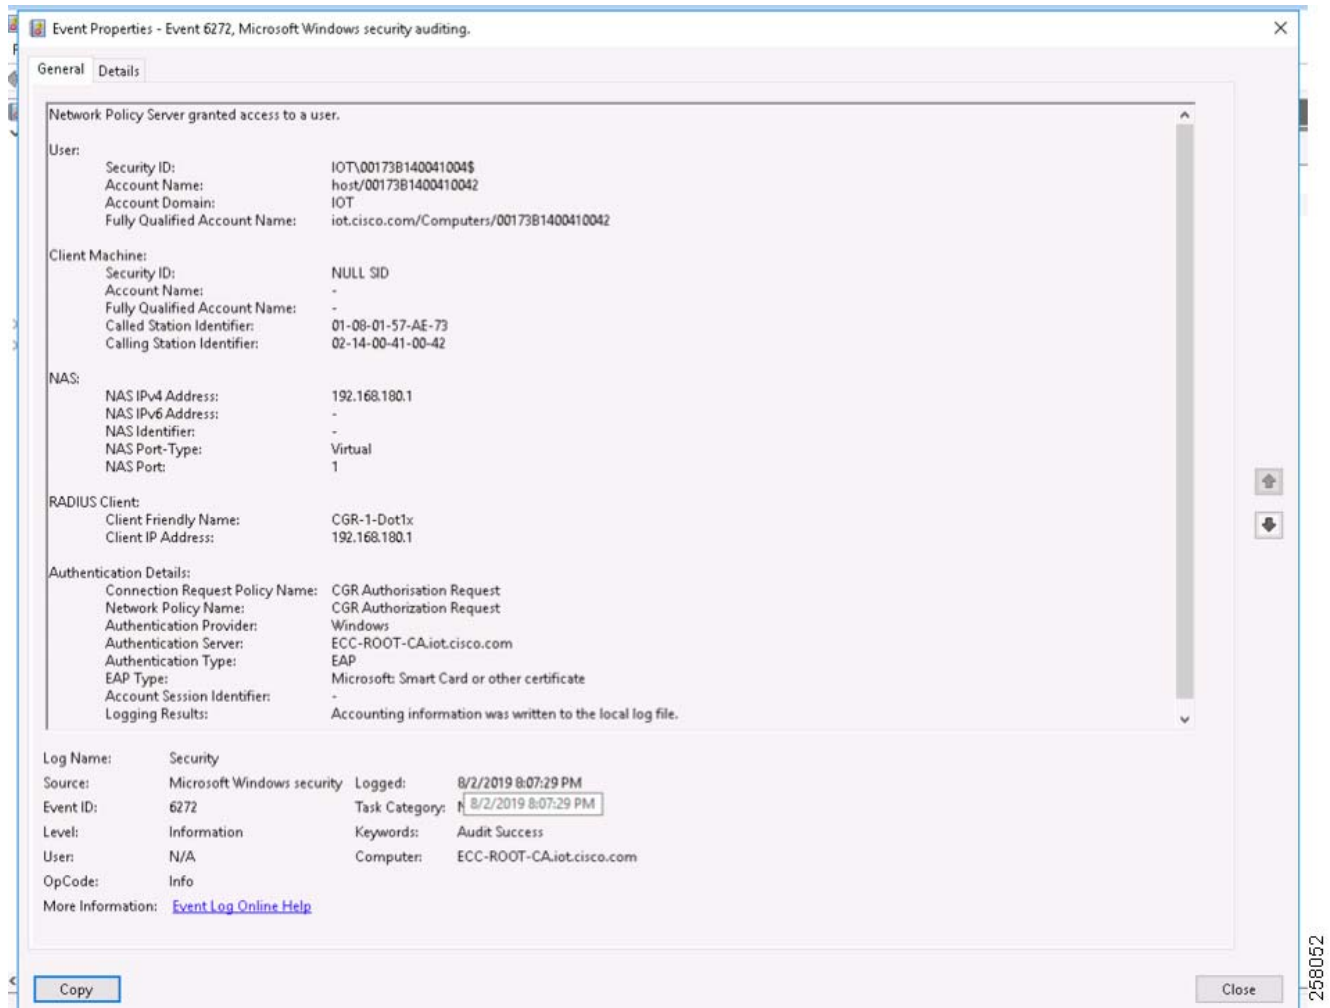 Event Properties - Event 6272, Microsoft Windows security auditing.
General Details
Network Policy Server granted access to a user.
User:
Security ID: IOT\00173B140041004$
Account Name: host/00173B1400410042
Account Domain: IOT
Fully Qualified Account Name: iot.cisco.com/Computers/00173B1400410042
Client Machine:
Security ID: NULL SID
Account Name: -
Fully Qualified Account Name: -
Called Station Identifier: 01-08-01-57-AE-73
Calling Station Identifier: 02-14-00-41-00-42
NAS:
NAS IPv4 Address: 192.168.180.1
NAS IPv6 Address: -
NAS Identifier: -
NAS Port-Type: Virtual
NAS Port: 1
RADIUS Client:
Client Friendly Name: CGR-1-Dot1x
Client IP Address: 192.168.180.1
Authentication Details:
Connection Request Policy Name: CGR Authorisation Request
Network Policy Name: CGR Authorization Request
Authentication Provider: Windows
Authentication Server: ECC-ROOT-CA.iot.cisco.com
Authentication Type: EAP
EAP Type: Microsoft: Smart Card or other certificate
Account Session Identifier: -
Logging Results: Accounting information was written to the local log file.
Log Name: Security
Source: Microsoft Windows security Logged: 8/2/2019 8:07:29 PM
Event ID: 6272 Task Category: 8/2/2019 8:07:29 PM
Level: Information Keywords: Audit Success
User: N/A Computer: ECC-ROOT-CA.iot.cisco.com
OpCode: Info
More Information: Event Log Online Help
Copy Close
258052